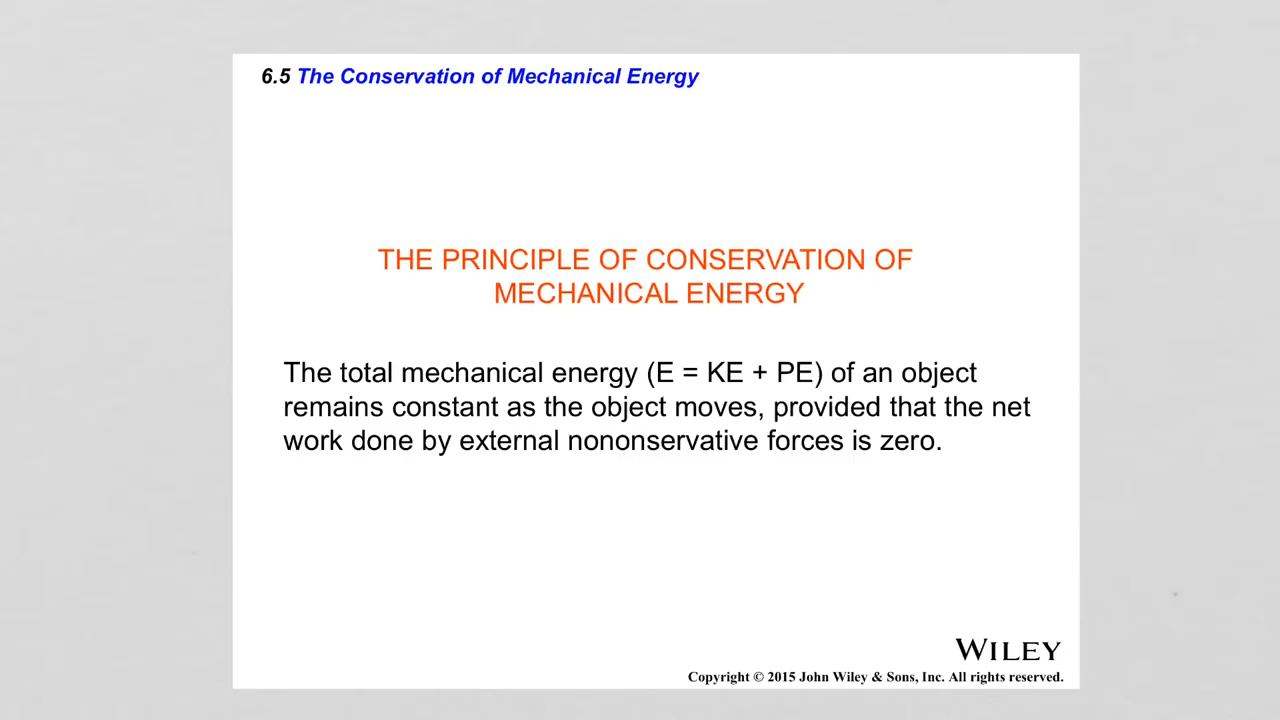 6.5 The Conservation of Mechanical Energy
THE PRINCIPLE OF CONSERVATION OF
MECHANICAL ENERGY
The total mechanical energy (E = KE + PE) of an object
remains constant as the object moves, provided that the net
work done by external nononservative forces is zero.
WILEY
Copyright © 2015 John Wiley & Sons, Inc. All rights reserved.